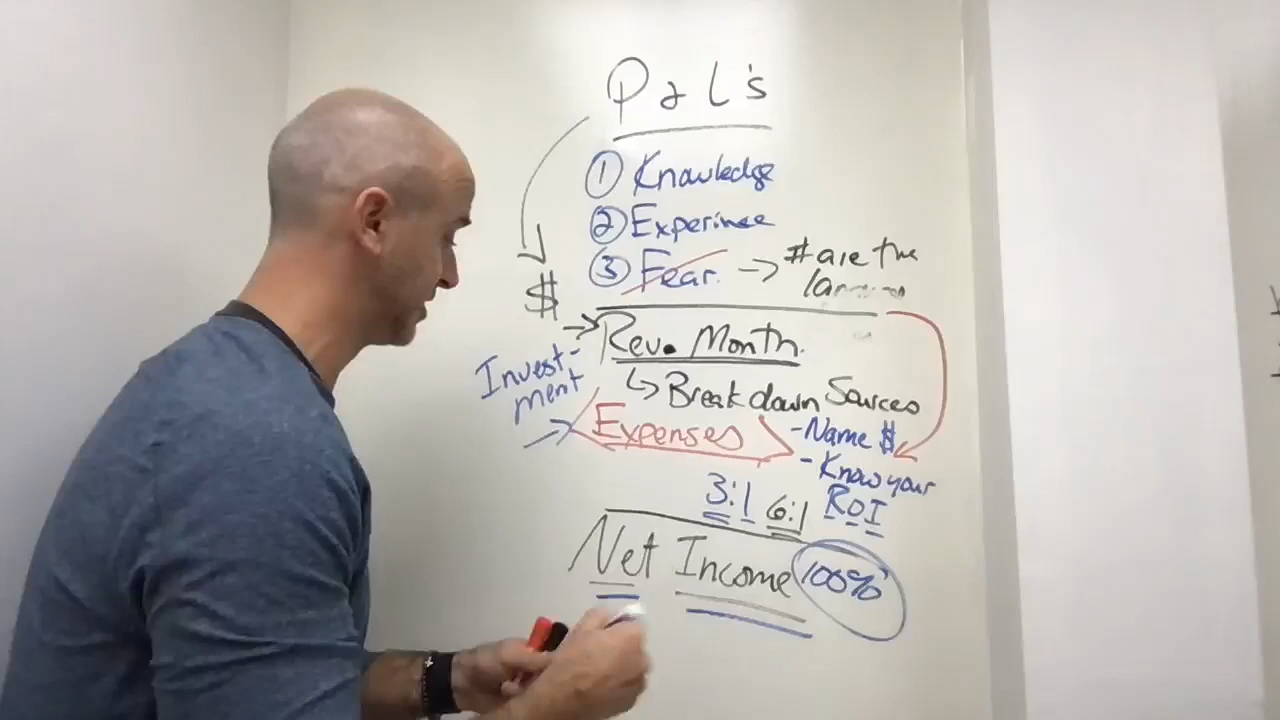 P & L's
① Knowledge
② Experince
③ Fear. → # are the
$
→ Rev. Month.
Invest-
ment
↳ Breakdown Sources
→ Expenses
- Name $
- Know your
ROI
3:1 6:1
Net Income 100%